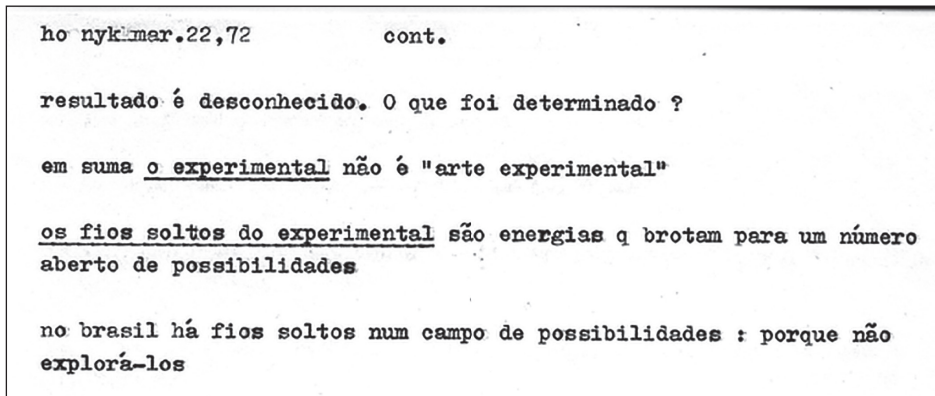 ho nyk mar.22,72 cont.
resultado é desconhecido. O que foi determinado ?
em suma o experimental não é "arte experimental"
os fios soltos do experimental são energias q brotam para um número
aberto de possibilidades
no brasil há fios soltos num campo de possibilidades : porque não
explorá-los